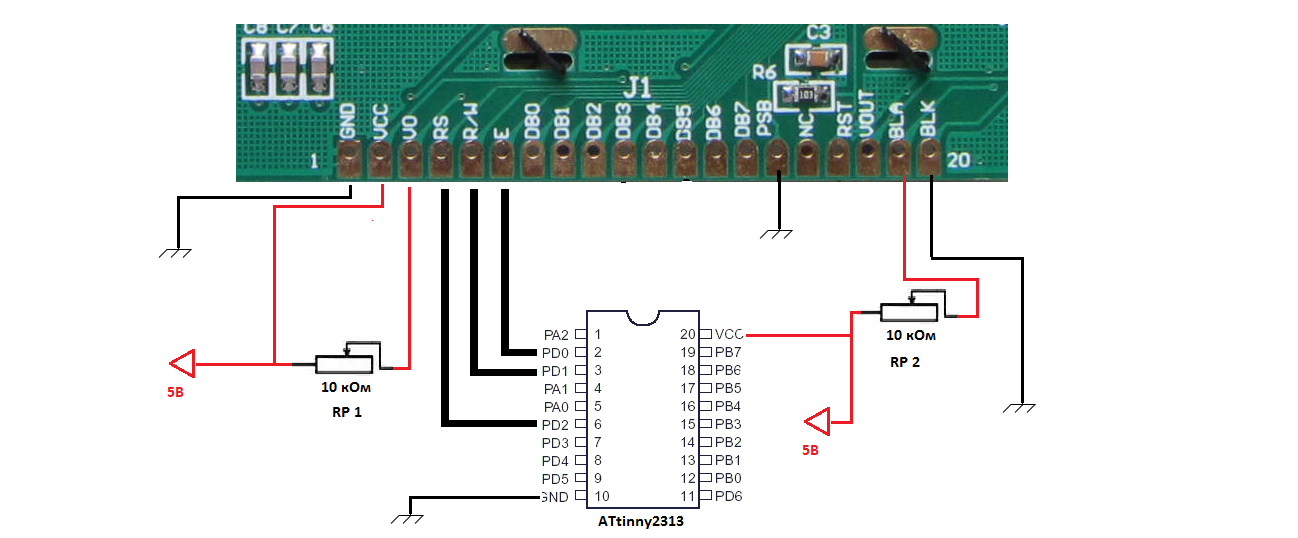 C8 C7 C6
C3
R6
103
J1
GND VCC VO RS R/W E DB0 DB1 DB2 DB3 DB4 DB5 DB6 DB7 PSB NC RST VOUT BLA BLK
1 20
10 кОм
RP 2
5В
10 кОм
RP 1
5В
PA2 1 20 VCC
PD0 2 19 PB7
PD1 3 18 PB6
PA1 4 17 PB5
PA0 5 16 PB4
PD2 6 15 PB3
PD3 7 14 PB2
PD4 8 13 PB1
PD5 9 12 PB0
GND 10 11 PD6
ATtinny2313